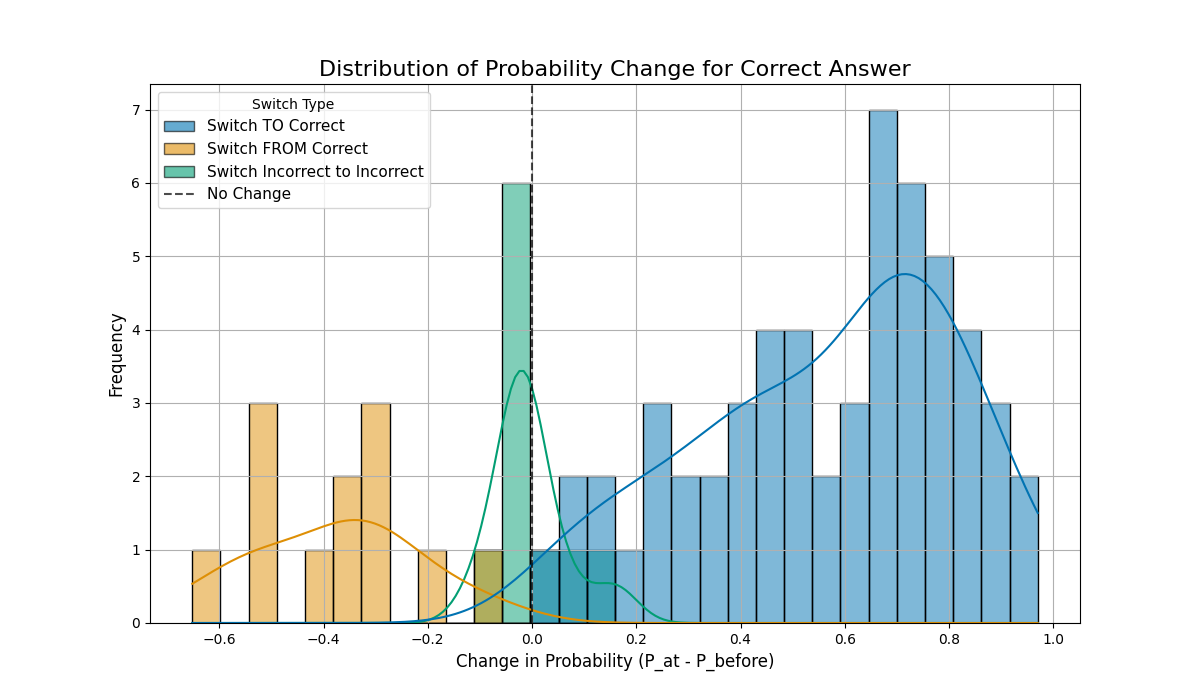 Distribution of Probability Change for Correct Answer
Switch Type
Switch TO Correct
Switch FROM Correct
Switch Incorrect to Incorrect
No Change
Frequency
7
6
5
4
3
2
1
0
−0.6
−0.4
−0.2
0.0
0.2
0.4
0.6
0.8
1.0
Change in Probability (P_at - P_before)